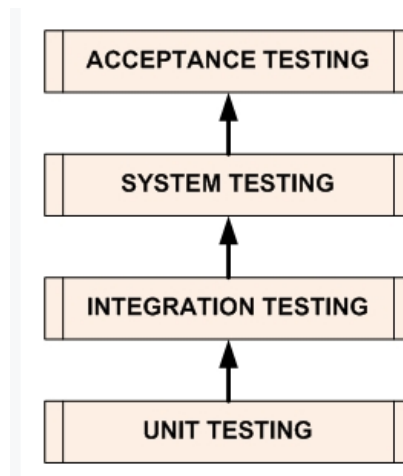 ACCEPTANCE TESTING
SYSTEM TESTING
INTEGRATION TESTING
UNIT TESTING